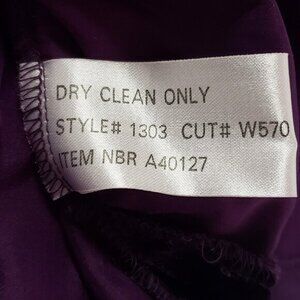 DRY CLEAN ONLY
STYLE# 1303 CUT# W570
ITEM NBR A40127